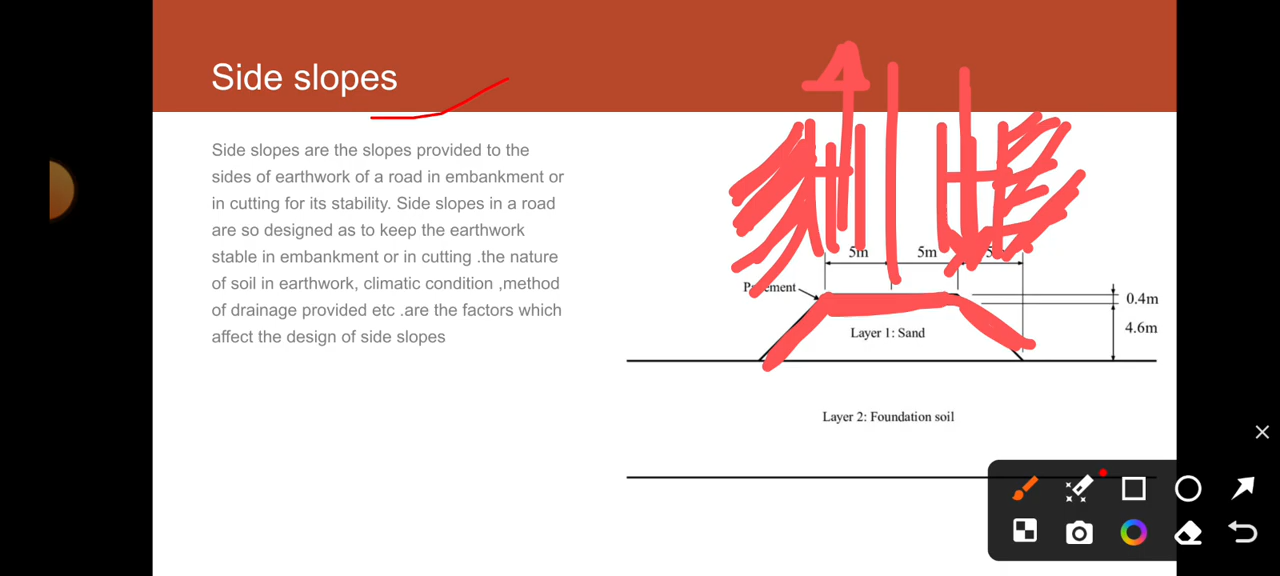 Side slopes
Side slopes are the slopes provided to the
sides of earthwork of a road in embankment or
in cutting for its stability. Side slopes in a road
are so designed as to keep the earthwork
stable in embankment or in cutting .the nature
of soil in earthwork, climatic condition ,method
of drainage provided etc .are the factors which
affect the design of side slopes
5m 5m
0.4m
Layer 1: Sand
4.6m
Layer 2: Foundation soil